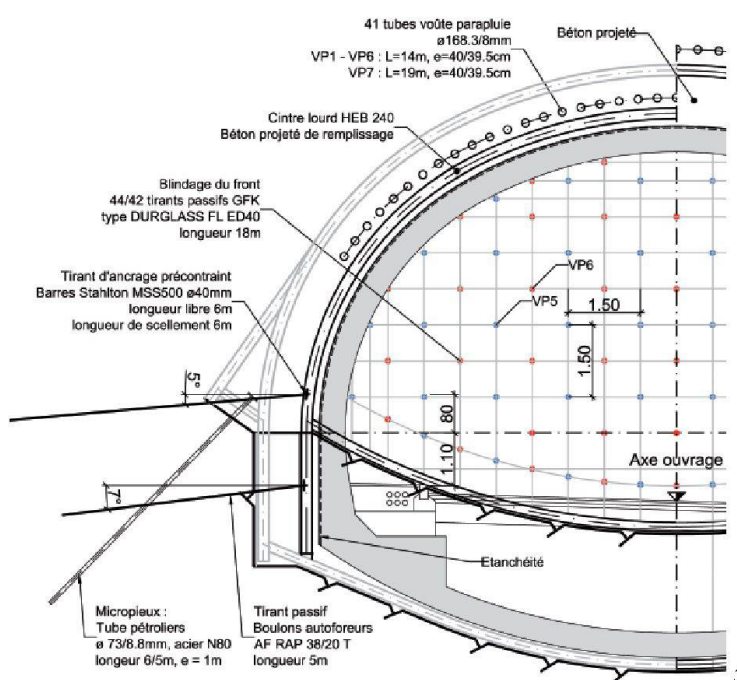 41 tubes voûte parapluie
ø168.3/8mm
VP1 - VP6 : L=14m, e=40/39.5cm
VP7 : L=19m, e=40/39.5cm
Béton projeté
Cintre lourd HEB 240
Béton projeté de remplissage
Blindage du front
44/42 tirants passifs GFK
type DURGLASS FL ED40
longueur 18m
Tirant d'ancrage précontraint
Barres Stahlton MSS500 ø40mm
longueur libre 6m
longueur de scellement 6m
VP6
VP5
1.50
1.50
5°
80
1.10
Axe ouvrage
7°
Etanchéité
Micropieux :
Tube pétroliers
ø 73/8.8mm, acier N80
longeur 6/5m, e = 1m
Tirant passif
Boulons autoforeurs
AF RAP 38/20 T
longueur 5m